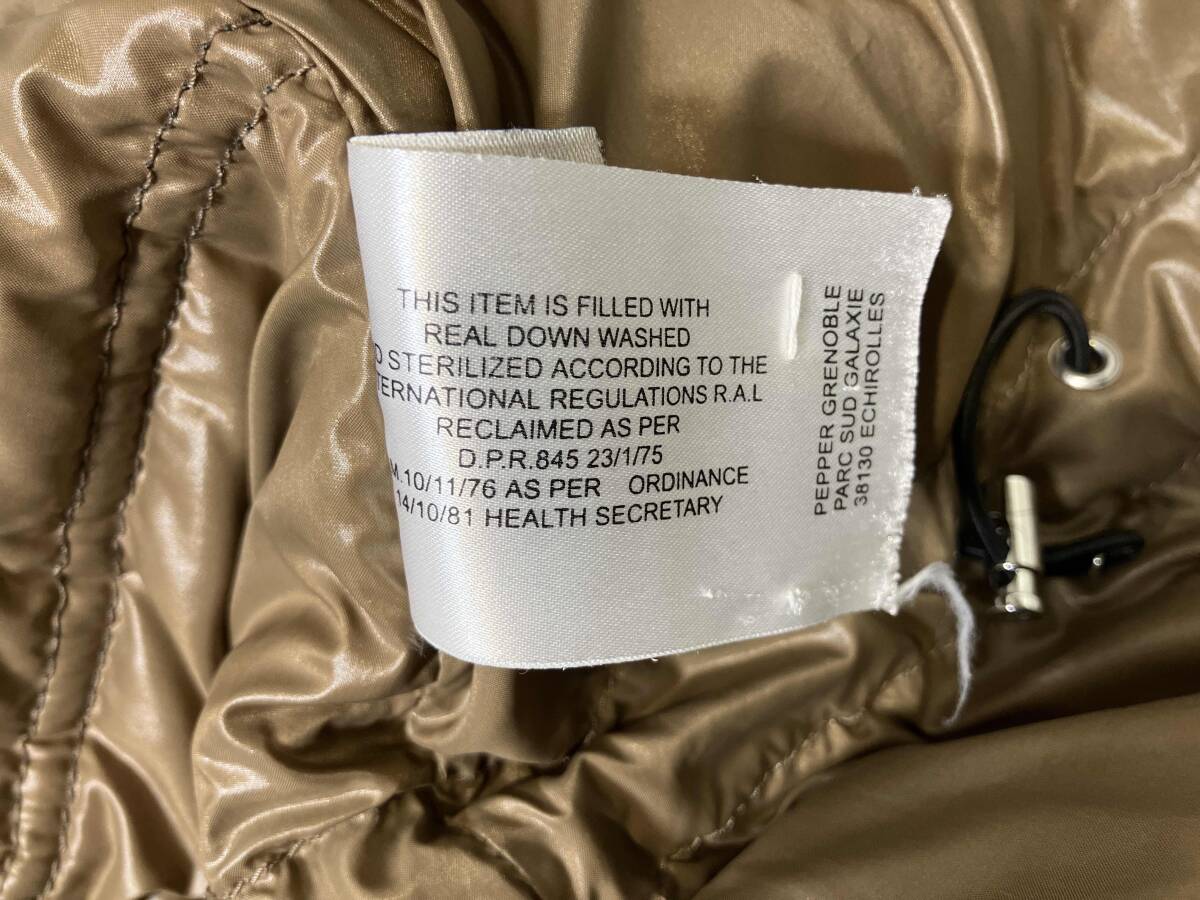 THIS ITEM IS FILLED WITH
REAL DOWN WASHED
D STERILIZED ACCORDING TO THE
TERNATIONAL REGULATIONS R.A.L
RECLAIMED AS PER
D.P.R.845 23/1/75
M.10/11/76 AS PER ORDINANCE
14/10/81 HEALTH SECRETARY
PEPPER GRENOBLE
PARC SUD GALAXIE
38130 ECHIROLLES